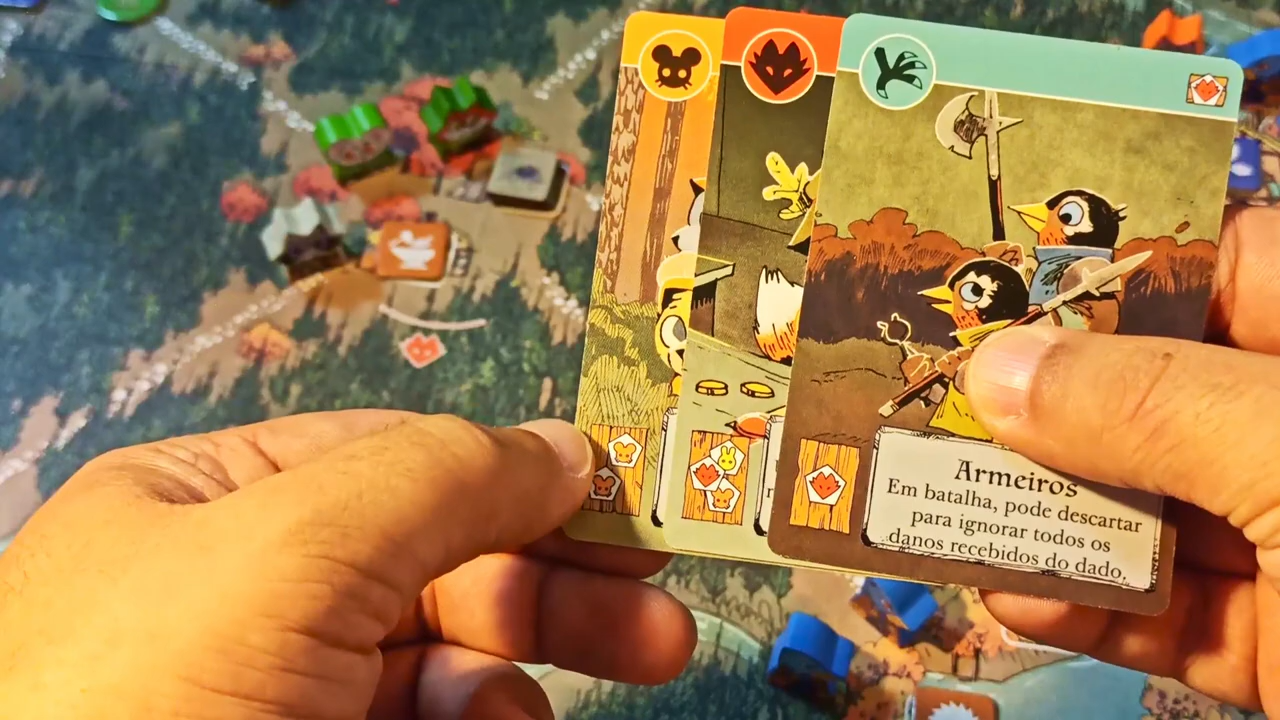 Armeiros
Em batalha, pode descartar
para ignorar todos os
danos recebidos do dado.